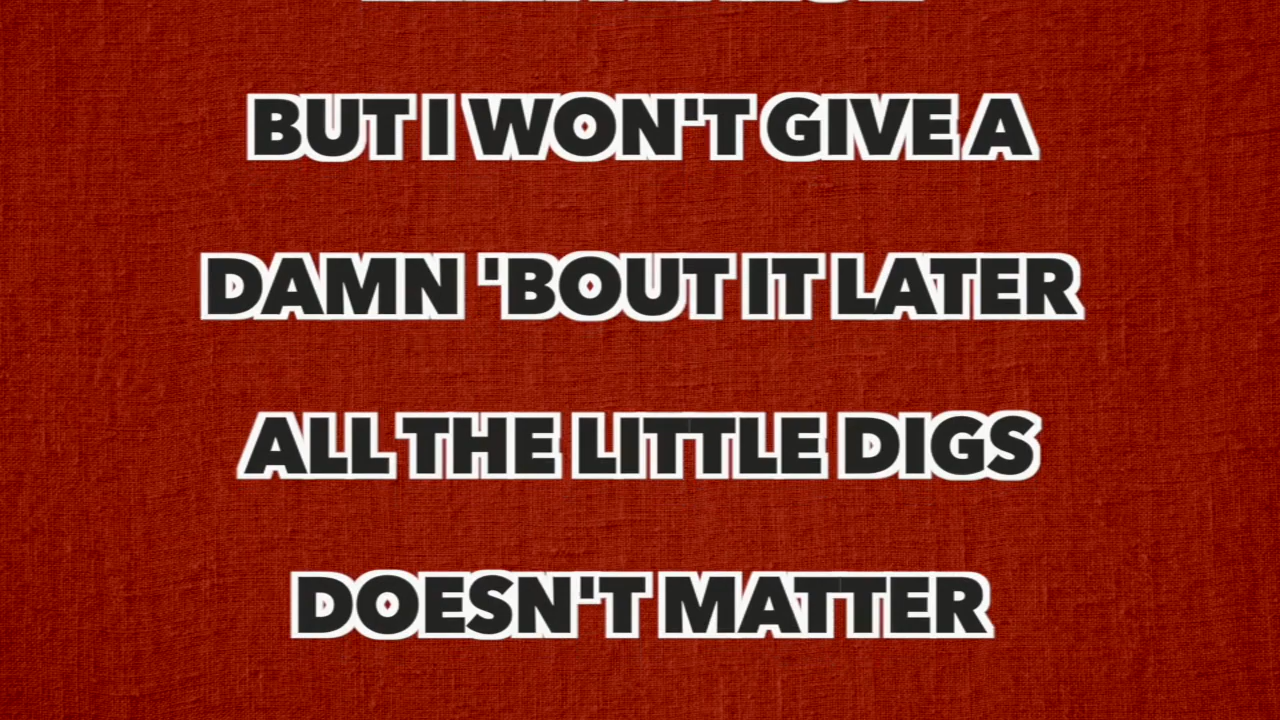 BUT I WON'T GIVE A
DAMN 'BOUT IT LATER
ALL THE LITTLE DIGS
DOESN'T MATTER